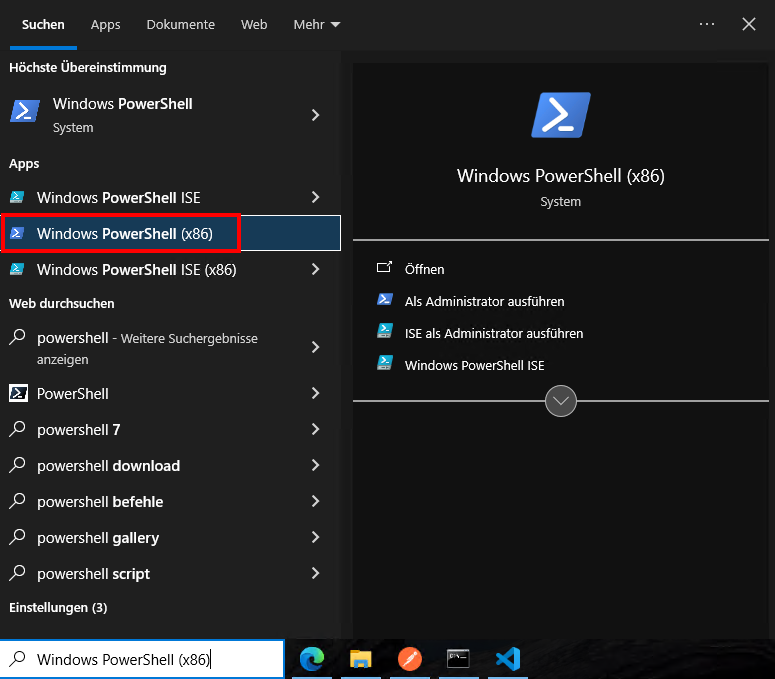 Suchen Apps Dokumente Web Mehr
Höchste Übereinstimmung
Windows PowerShell
System
Apps
Windows PowerShell ISE
Windows PowerShell (x86)
Windows PowerShell ISE (x86)
Web durchsuchen
powershell - Weitere Suchergebnisse
anzeigen
PowerShell
powershell 7
powershell download
powershell befehle
powershell gallery
powershell script
Einstellungen (3)
Windows PowerShell (x86)
Windows PowerShell (x86)
System
Öffnen
Als Administrator ausführen
ISE als Administrator ausführen
Windows PowerShell ISE